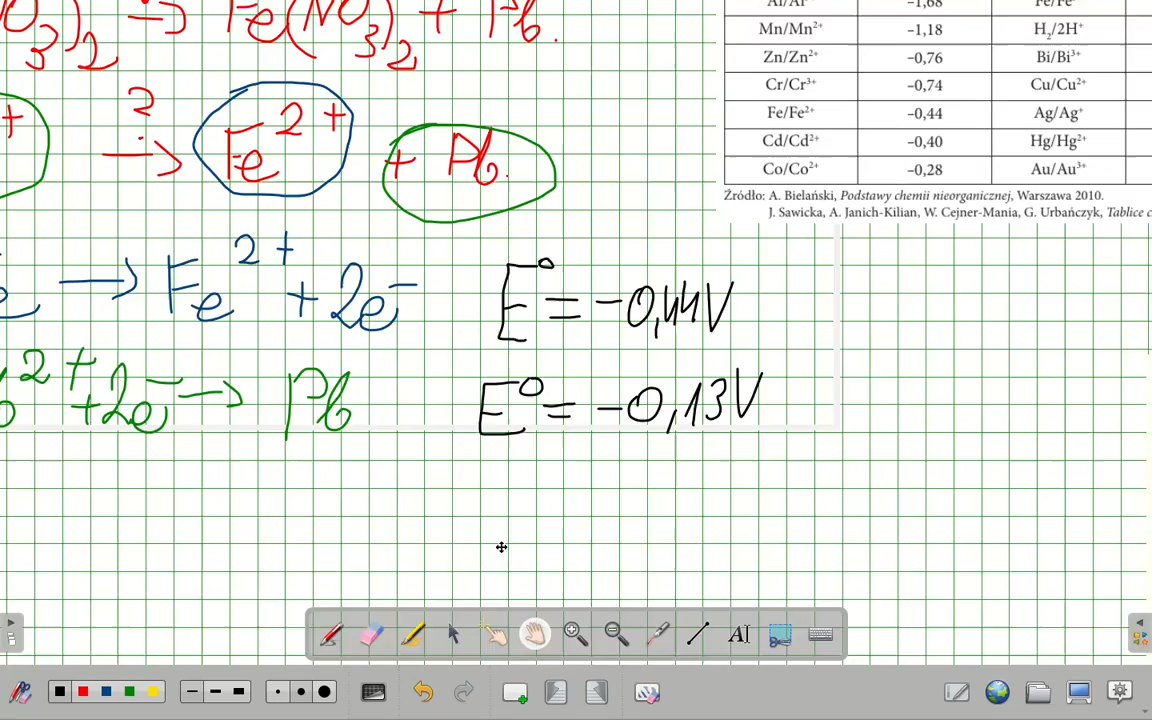 O₃)₂ → Fe(NO₃)₂ + Pb.
+ ? → Fe²⁺ + Pb.
e → Fe²⁺ + 2e⁻ E⁰ = -0,44V
²⁺ + 2e⁻ → Pb E⁰ = -0,13V
Al/Al³⁺ –1,68 Fe/Fe
Mn/Mn²⁺ –1,18 H₂/2H⁺
Zn/Zn²⁺ –0,76 Bi/Bi³⁺
Cr/Cr³⁺ –0,74 Cu/Cu²⁺
Fe/Fe²⁺ –0,44 Ag/Ag⁺
Cd/Cd²⁺ –0,40 Hg/Hg²⁺
Co/Co²⁺ –0,28 Au/Au³⁺
Źródło: A. Bielański, Podstawy chemii nieorganicznej, Warszawa 2010.
J. Sawicka, A. Janich-Kilian, W. Cejner-Mania, G. Urbańczyk, Tablice c
A